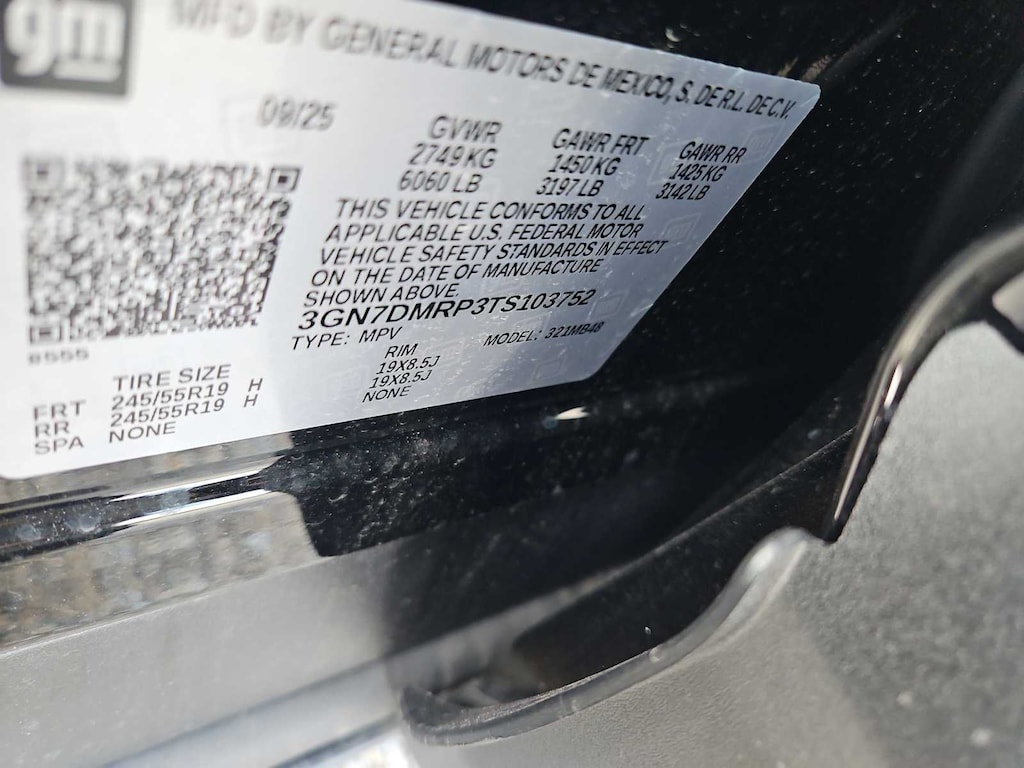 gm
MFD BY GENERAL MOTORS DE MEXICO, S. DE R.L. DE C.V.
09/25
GVWR GAWR FRT GAWR RR
2749 KG 1450 KG 1425 KG
6060 LB 3197 LB 3142 LB
THIS VEHICLE CONFORMS TO ALL
APPLICABLE U.S. FEDERAL MOTOR
VEHICLE SAFETY STANDARDS IN EFFECT
ON THE DATE OF MANUFACTURE
SHOWN ABOVE.
3GN7DMRP3TS103752
TYPE: MPV MODEL: 321MB48
8555
TIRE SIZE RIM
FRT 245/55R19 H 19X8.5J
RR 245/55R19 H 19X8.5J
SPA NONE NONE